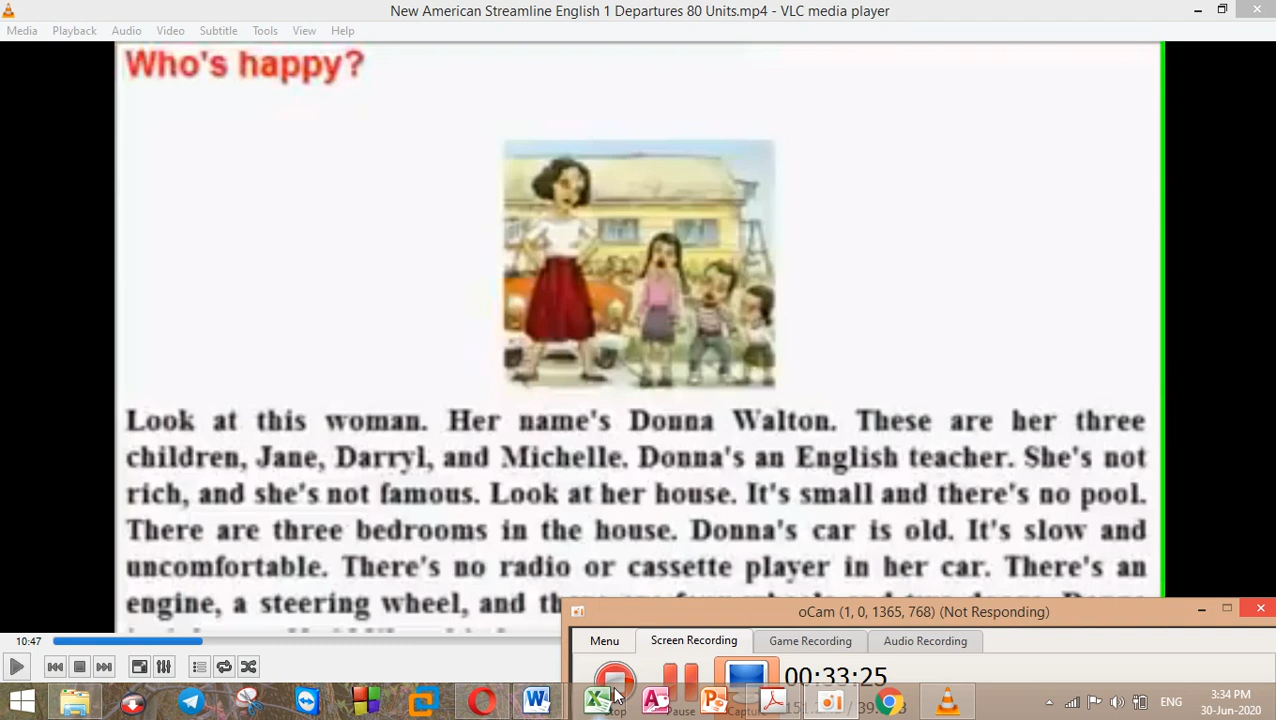 New American Streamline English 1 Departures 80 Units.mp4 - VLC media player
Media Playback Audio Video Subtitle Tools View Help
Who's happy?
Look at this woman. Her name's Donna Walton. These are her three
children, Jane, Darryl, and Michelle. Donna's an English teacher. She's not
rich, and she's not famous. Look at her house. It's small and there's no pool.
There are three bedrooms in the house. Donna's car is old. It's slow and
uncomfortable. There's no radio or cassette player in her car. There's an
engine, a steering wheel, and
oCam (1, 0, 1365, 768) (Not Responding)
10:47
Menu Screen Recording Game Recording Audio Recording
00:33:25
Pause
ENG
3:34 PM
30-Jun-2020